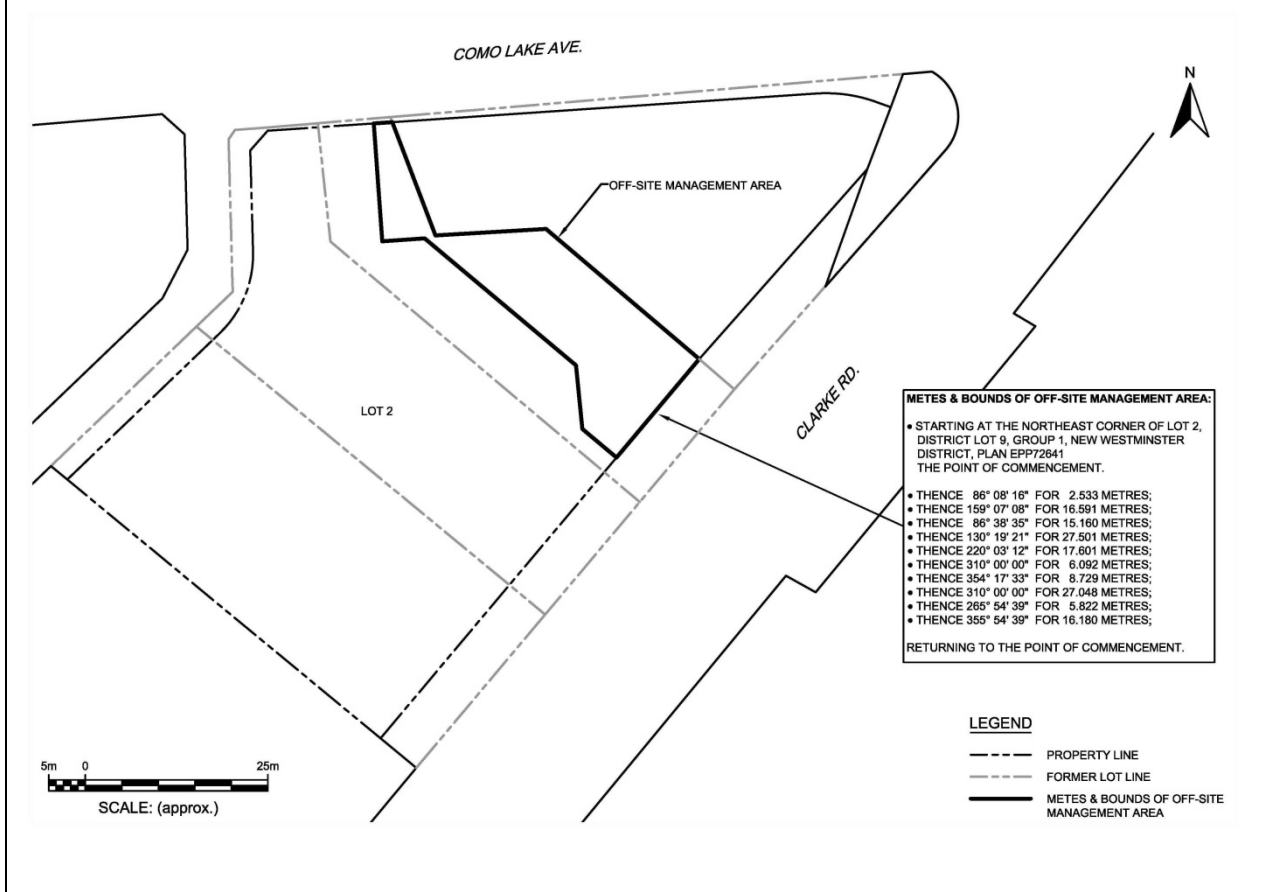 COMO LAKE AVE.
N
OFF-SITE MANAGEMENT AREA
LOT 2
CLARKE RD.
METES & BOUNDS OF OFF-SITE MANAGEMENT AREA:
• STARTING AT THE NORTHEAST CORNER OF LOT 2,
DISTRICT LOT 9, GROUP 1, NEW WESTMINSTER
DISTRICT, PLAN EPP72641
THE POINT OF COMMENCEMENT.
• THENCE 86° 08' 16" FOR 2.533 METRES;
• THENCE 159° 07' 08" FOR 16.591 METRES;
• THENCE 86° 38' 35" FOR 15.160 METRES;
• THENCE 130° 19' 21" FOR 27.501 METRES;
• THENCE 220° 03' 12" FOR 17.601 METRES;
• THENCE 310° 00' 00" FOR 6.092 METRES;
• THENCE 354° 17' 33" FOR 8.729 METRES;
• THENCE 310° 00' 00" FOR 27.048 METRES;
• THENCE 265° 54' 39" FOR 5.822 METRES;
• THENCE 355° 54' 39" FOR 16.180 METRES;
RETURNING TO THE POINT OF COMMENCEMENT.
LEGEND
PROPERTY LINE
FORMER LOT LINE
METES & BOUNDS OF OFF-SITE
MANAGEMENT AREA
5m 0 25m
SCALE: (approx.)